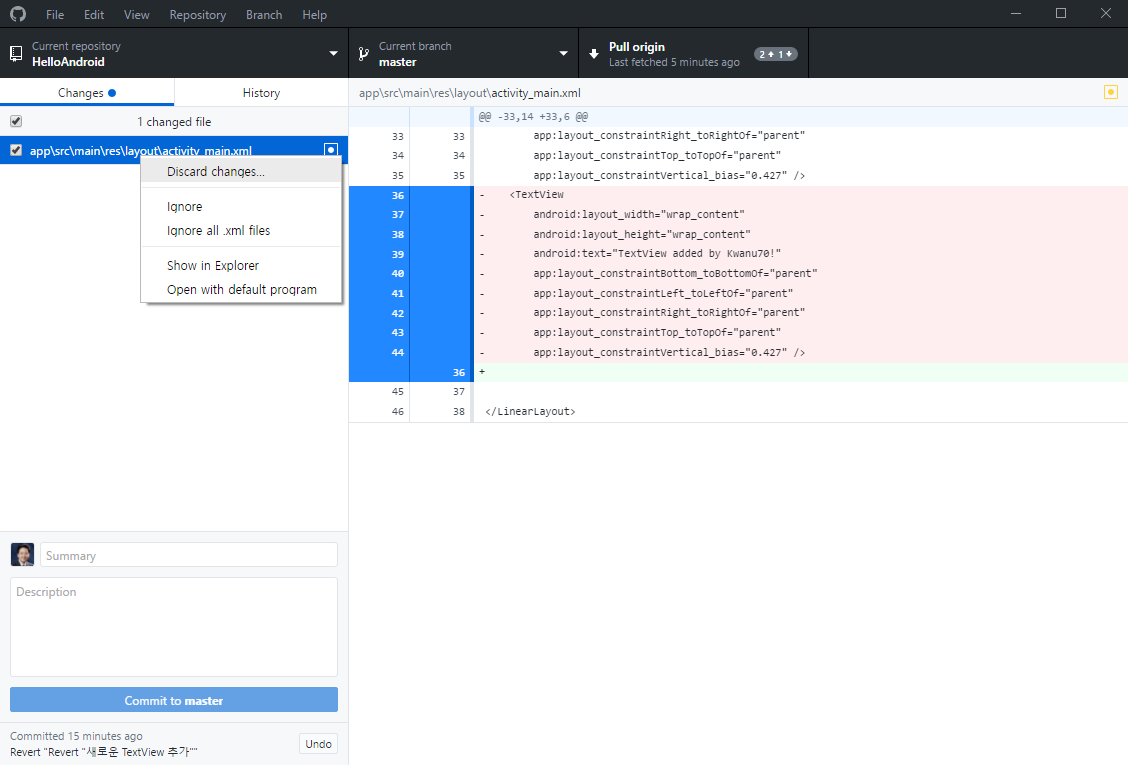 File Edit View Repository Branch Help
Current repository
HelloAndroid
Current branch
master
Pull origin
Last fetched 5 minutes ago
2 1
Changes
History
1 changed file
app\src\main\res\layout\activity_main.xml
Discard changes...
Ignore
Ignore all .xml files
Show in Explorer
Open with default program
Summary
Description
Commit to master
Committed 15 minutes ago
Revert "Revert "새로운 TextView 추가""
Undo
app\src\main\res\layout\activity_main.xml
@@ -33,14 +33,6 @@
33 33 app:layout_constraintRight_toRightOf="parent"
34 34 app:layout_constraintTop_toTopOf="parent"
35 35 app:layout_constraintVertical_bias="0.427" />
36 - <TextView
37 - android:layout_width="wrap_content"
38 - android:layout_height="wrap_content"
39 - android:text="TextView added by Kwanu70!"
40 - app:layout_constraintBottom_toBottomOf="parent"
41 - app:layout_constraintLeft_toLeftOf="parent"
42 - app:layout_constraintRight_toRightOf="parent"
43 - app:layout_constraintTop_toTopOf="parent"
44 - app:layout_constraintVertical_bias="0.427" />
36 +
45 37
46 38 </LinearLayout>